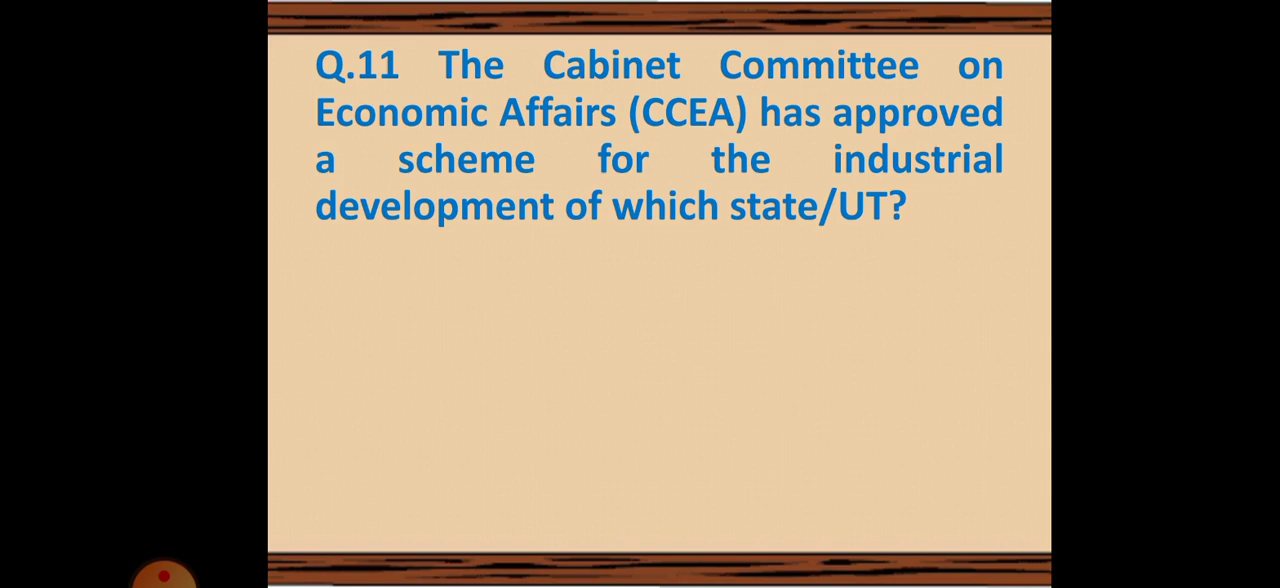 Q.11 The Cabinet Committee on
Economic Affairs (CCEA) has approved
a scheme for the industrial
development of which state/UT?